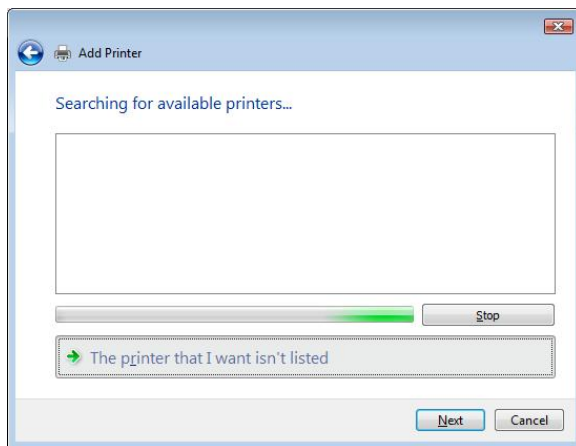 Add Printer
Searching for available printers...
Stop
The printer that I want isn't listed
Next
Cancel